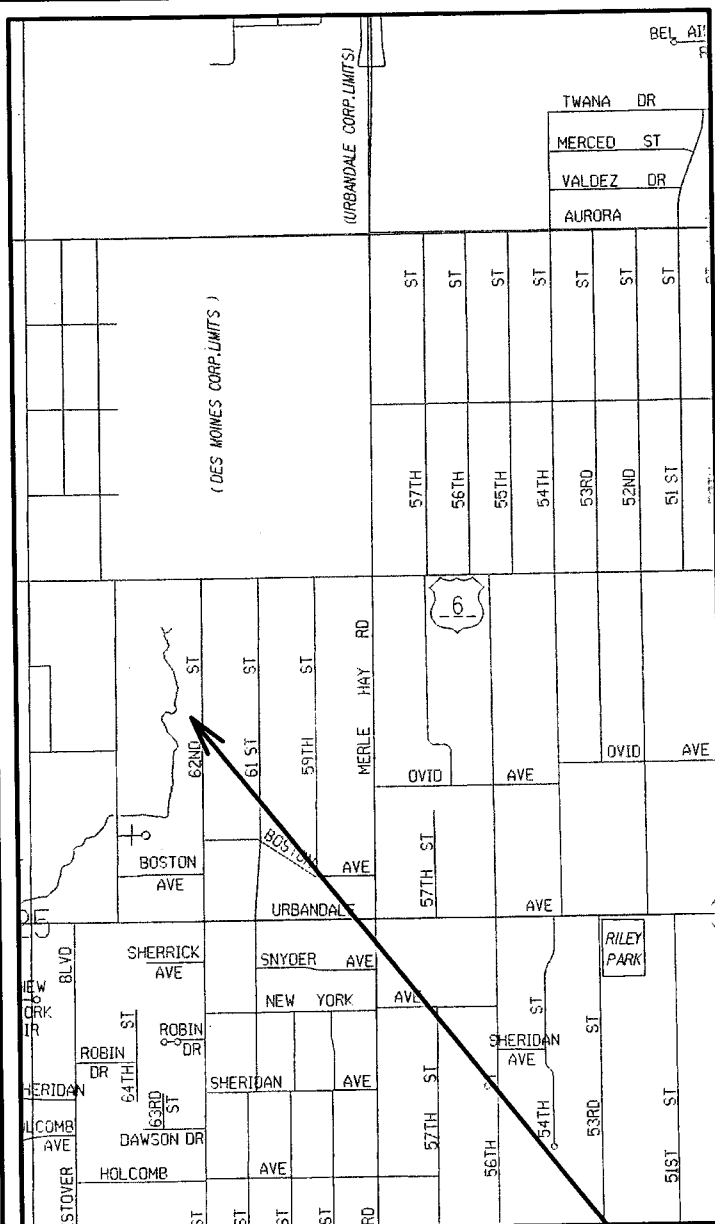 BEL AI
(URBANDALE CORP.LIMITS)
TWANA DR
MERCED ST
VALDEZ DR
AURORA
(DES MOINES CORP.LIMITS )
57TH ST
56TH ST
55TH ST
54TH ST
53RD ST
52ND ST
51 ST ST
6
62ND ST
61 ST ST
59TH ST
MERLE HAY RD
OVID AVE
OVID AVE
BOSTON AVE
BOSTON AVE
57TH ST
URBANDALE AVE
RILEY
PARK
BLVD
SHERRICK
AVE
SNYDER AVE
NEW YORK AVE
ROBIN
DR
ROBIN
DR
64TH ST
63RD
ST
SHERIDAN AVE
SHERIDAN
AVE
HERIDAN
LCOMB
AVE
DAWSON DR
HOLCOMB AVE
57TH ST
56TH ST
54TH ST
53RD ST
51ST ST
STOVER
ST
ST
ST
ST
RD